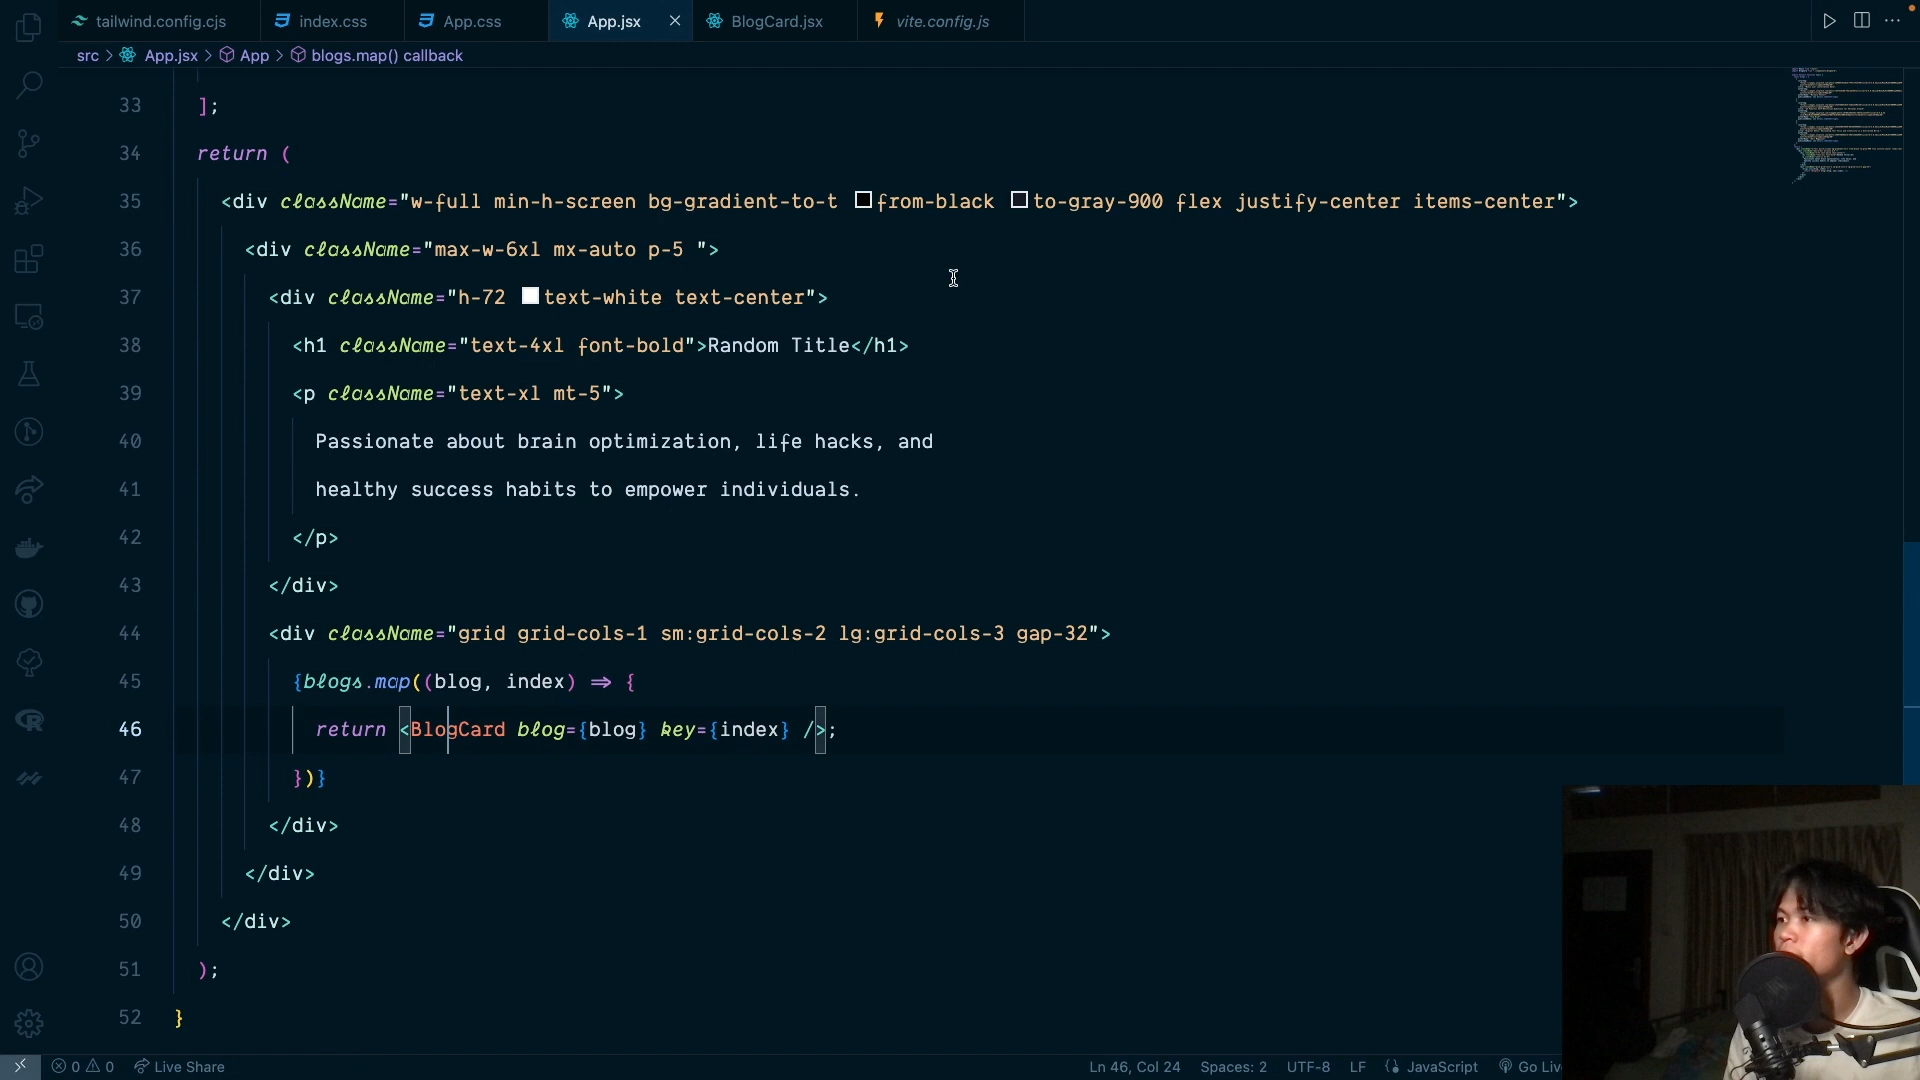 tailwind.config.cjs index.css App.css App.jsx BlogCard.jsx vite.config.js
src > App.jsx > App > blogs.map() callback
33 ];
34 return (
35 <div className="w-full min-h-screen bg-gradient-to-t from-black to-gray-900 flex justify-center items-center">
36 <div className="max-w-6xl mx-auto p-5 ">
37 <div className="h-72 text-white text-center">
38 <h1 className="text-4xl font-bold">Random Title</h1>
39 <p className="text-xl mt-5">
40 Passionate about brain optimization, life hacks, and
41 healthy success habits to empower individuals.
42 </p>
43 </div>
44 <div className="grid grid-cols-1 sm:grid-cols-2 lg:grid-cols-3 gap-32">
45 {blogs.map((blog, index) => {
46 return <BlogCard blog={blog} key={index} />;
47 })}
48 </div>
49 </div>
50 </div>
51 );
52 }
0 0 Live Share Ln 46, Col 24 Spaces: 2 UTF-8 LF JavaScript Go Liv